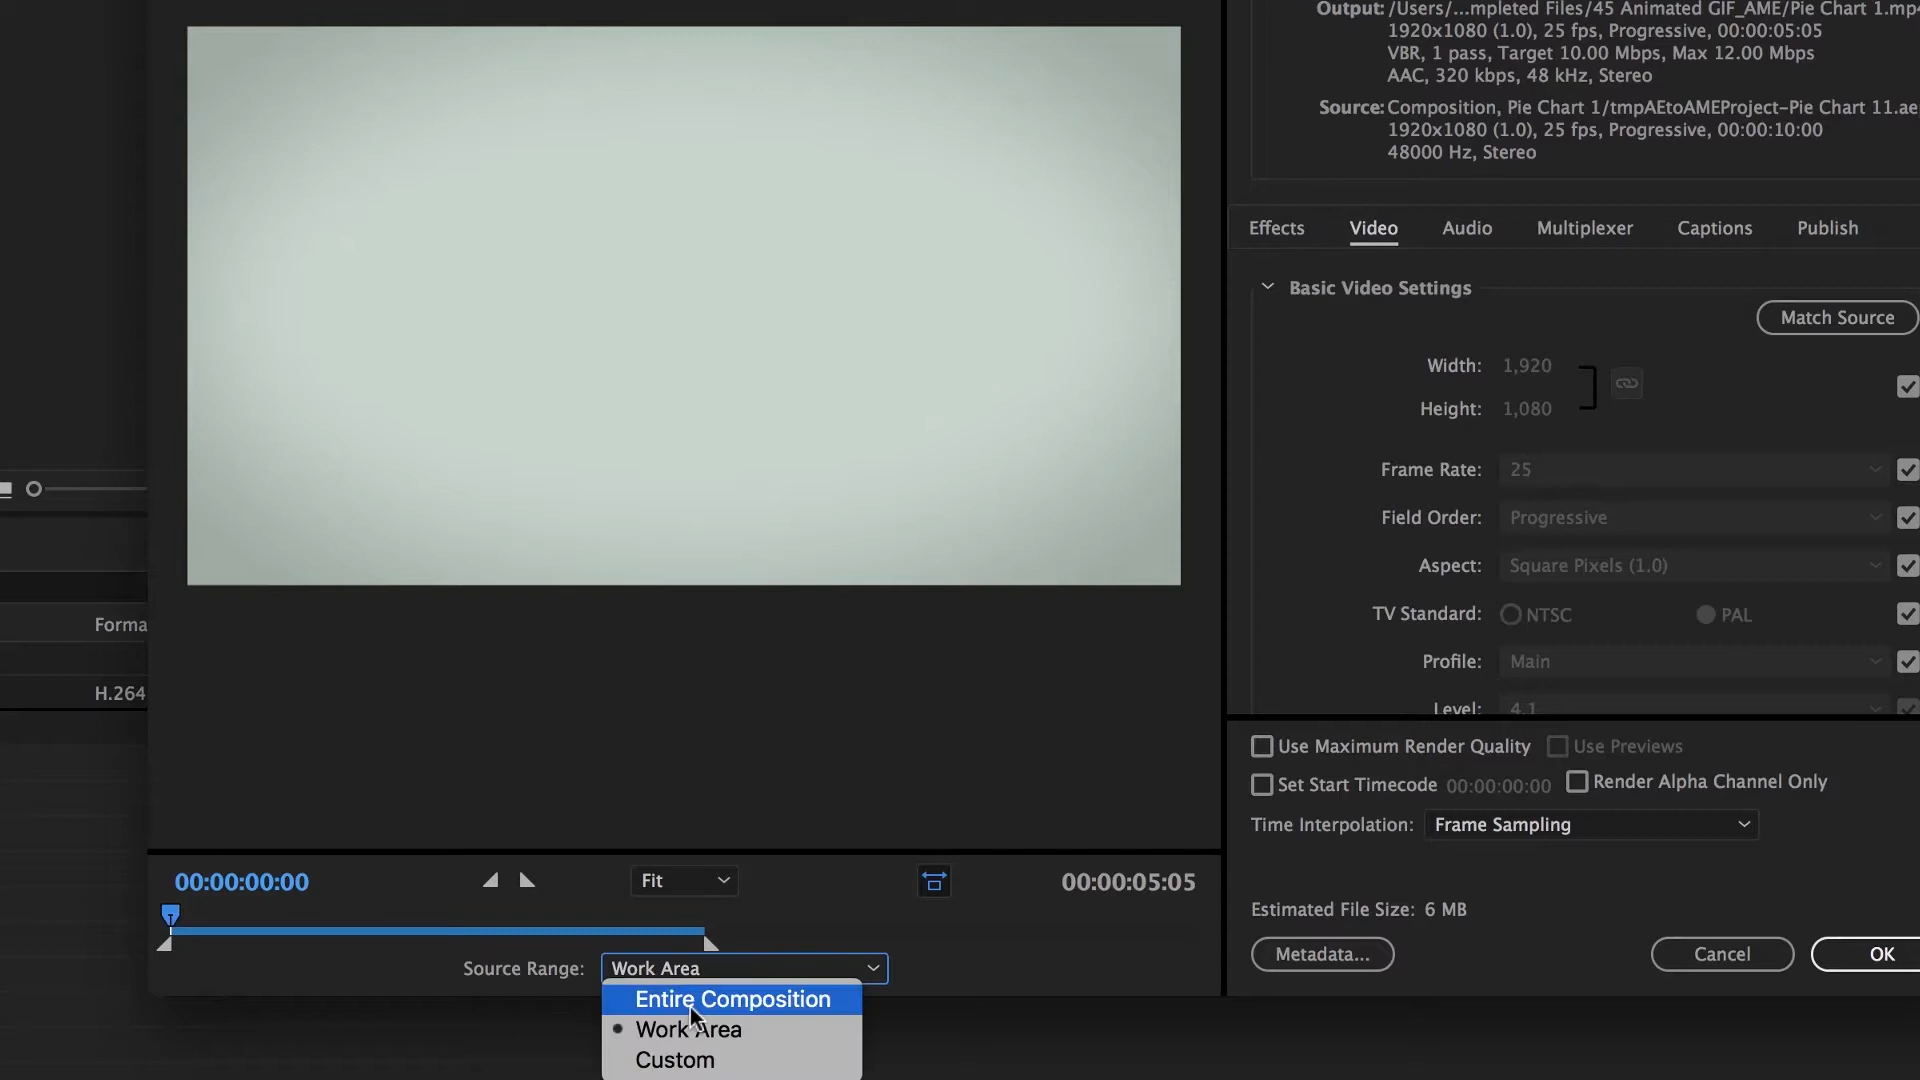 Output: /Users/...mpleted Files/45 Animated GIF_AME/Pie Chart 1.mp4
1920x1080 (1.0), 25 fps, Progressive, 00:00:05:05
VBR, 1 pass, Target 10.00 Mbps, Max 12.00 Mbps
AAC, 320 kbps, 48 kHz, Stereo
Source: Composition, Pie Chart 1/tmpAEtoAMEProject-Pie Chart 11.ae
1920x1080 (1.0), 25 fps, Progressive, 00:00:10:00
48000 Hz, Stereo
Effects Video Audio Multiplexer Captions Publish
Basic Video Settings
Match Source
Width: 1,920
Height: 1,080
Frame Rate: 25
Field Order: Progressive
Aspect: Square Pixels (1.0)
TV Standard: NTSC PAL
Profile: Main
Level: 4.1
Forma
H.264
Use Maximum Render Quality Use Previews
Set Start Timecode 00:00:00:00 Render Alpha Channel Only
Time Interpolation: Frame Sampling
Estimated File Size: 6 MB
Metadata... Cancel OK
00:00:00:00 Fit 00:00:05:05
Source Range: Work Area
Entire Composition
Work Area
Custom